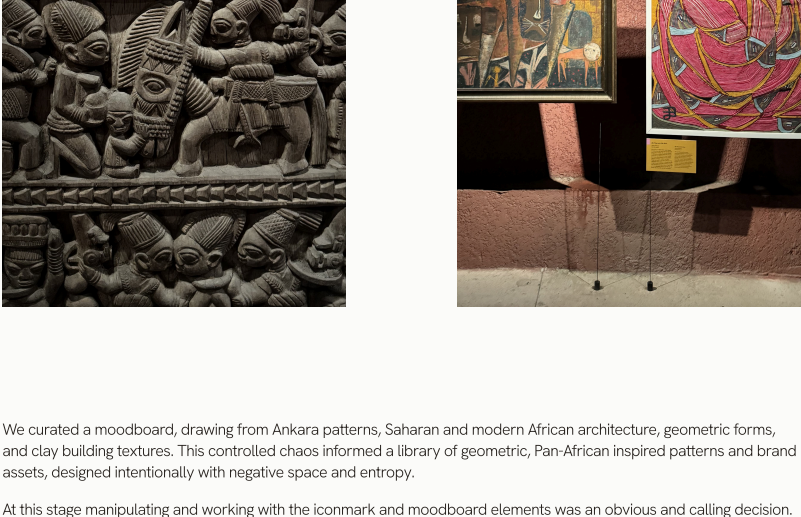 We curated a moodboard, drawing from Ankara patterns, Saharan and modern African architecture, geometric forms,
and clay building textures. This controlled chaos informed a library of geometric, Pan-African inspired patterns and brand
assets, designed intentionally with negative space and entropy.
At this stage manipulating and working with the iconmark and moodboard elements was an obvious and calling decision.